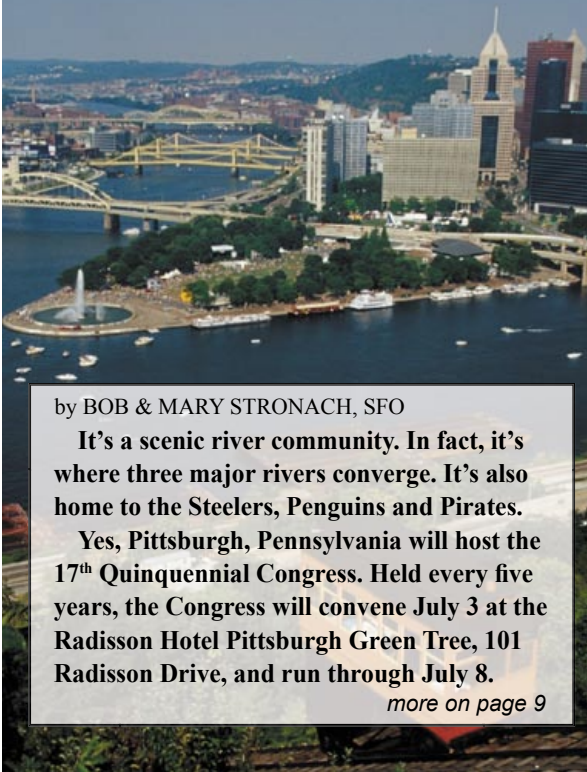 by BOB & MARY STRONACH, SFO
It’s a scenic river community. In fact, it’s
where three major rivers converge. It’s also
home to the Steelers, Penguins and Pirates.
Yes, Pittsburgh, Pennsylvania will host the
17th Quinquennial Congress. Held every five
years, the Congress will convene July 3 at the
Radisson Hotel Pittsburgh Green Tree, 101
Radisson Drive, and run through July 8.
more on page 9